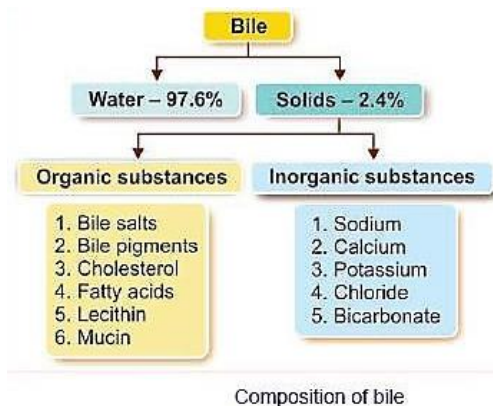 Bile
Water – 97.6%
Solids – 2.4%
Organic substances
Inorganic substances
1. Bile salts
2. Bile pigments
3. Cholesterol
4. Fatty acids
5. Lecithin
6. Mucin
1. Sodium
2. Calcium
3. Potassium
4. Chloride
5. Bicarbonate
Composition of bile